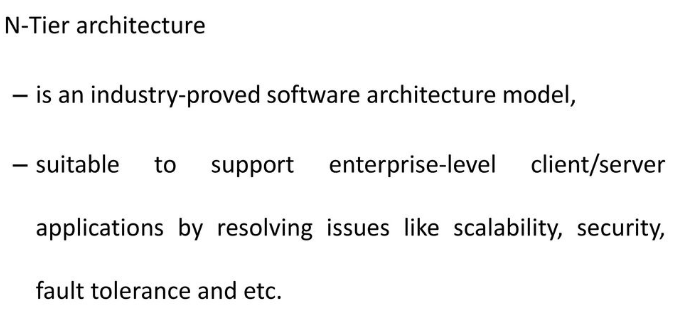 N-Tier architecture
– is an industry-proved software architecture model,
– suitable to support enterprise-level client/server
applications by resolving issues like scalability, security,
fault tolerance and etc.